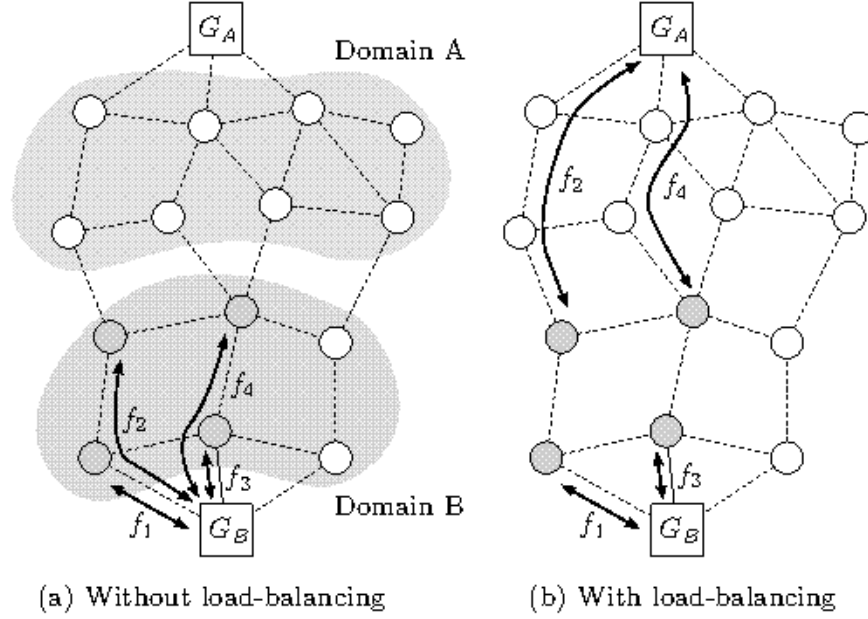 G_A
Domain A
f_2
f_4
f_3
f_1
G_B
Domain B
(a) Without load-balancing
G_A
f_2
f_4
f_3
f_1
G_B
(b) With load-balancing